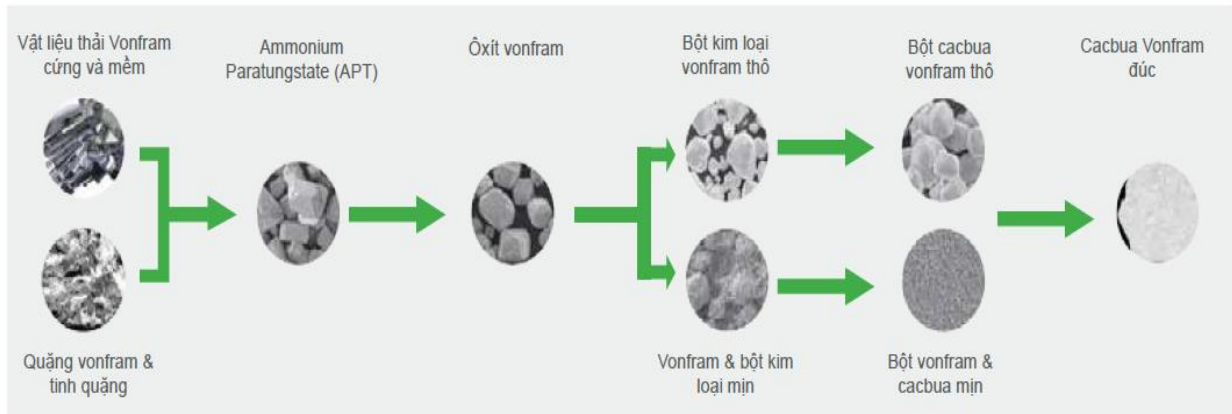 Vật liệu thải Vonfram
cứng và mềm
Ammonium
Paratungstate (APT)
Ôxít vonfram
Bột kim loại
vonfram thô
Bột cacbua
vonfram thô
Cacbua Vonfram
đúc
Quặng vonfram &
tinh quặng
Vonfram & bột kim
loại mịn
Bột vonfram &
cacbua mịn